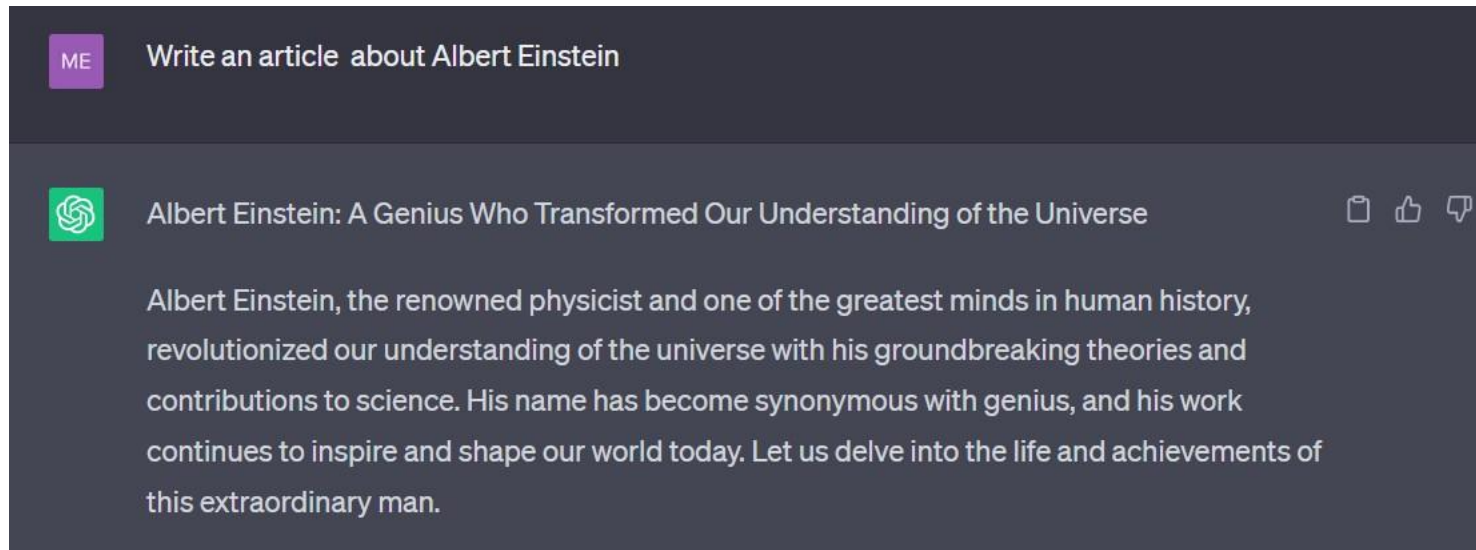 ME
Write an article about Albert Einstein
Albert Einstein: A Genius Who Transformed Our Understanding of the Universe
Albert Einstein, the renowned physicist and one of the greatest minds in human history,
revolutionized our understanding of the universe with his groundbreaking theories and
contributions to science. His name has become synonymous with genius, and his work
continues to inspire and shape our world today. Let us delve into the life and achievements of
this extraordinary man.